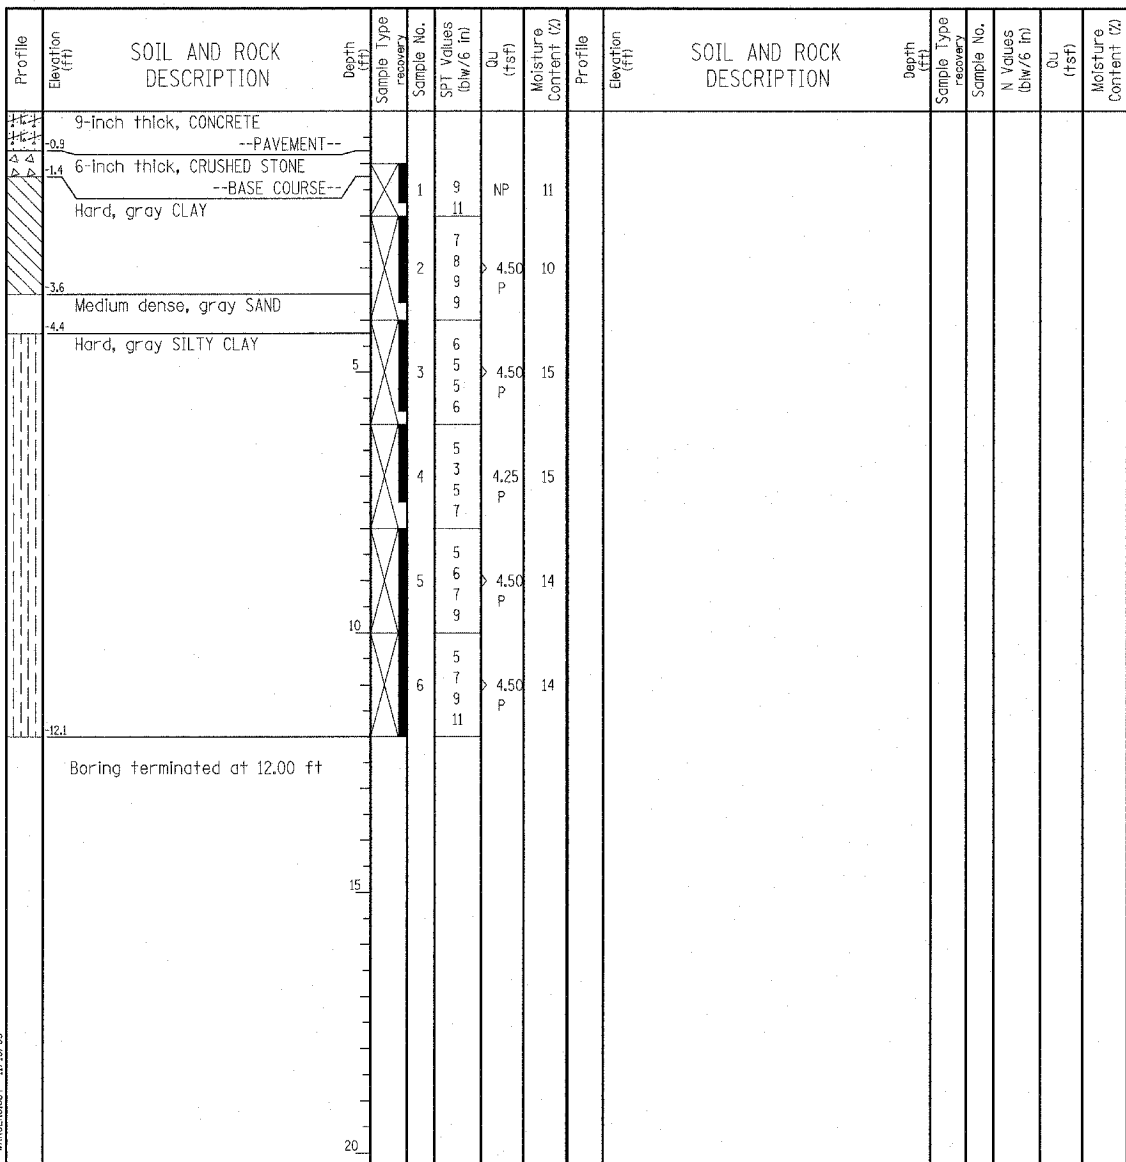 Profile
Elevation (ft)
SOIL AND ROCK DESCRIPTION
Depth (ft)
Sample Type recovery
Sample No.
SPT Values (blw/6 in)
Qu (tsf)
Moisture Content (%)
Profile
Elevation (ft)
SOIL AND ROCK DESCRIPTION
Depth (ft)
Sample Type recovery
Sample No.
N Values (blw/6 in)
Qu (tsf)
Moisture Content (%)
9-inch thick, CONCRETE
-0.9 --PAVEMENT--
-1.4 6-inch thick, CRUSHED STONE
--BASE COURSE--
1 9 NP 11
Hard, gray CLAY 11
7
8
2 > 4.50 10
9 P
-3.6
9
Medium dense, gray SAND
-4.4
Hard, gray SILTY CLAY 6
5
5 3 > 4.50 15
5 P
6
5
3
4 4.25 15
5 P
7
5
6
5 > 4.50 14
7 P
9
10
5
7
6 > 4.50 14
9 P
11
-12.1
Boring terminated at 12.00 ft
15
20